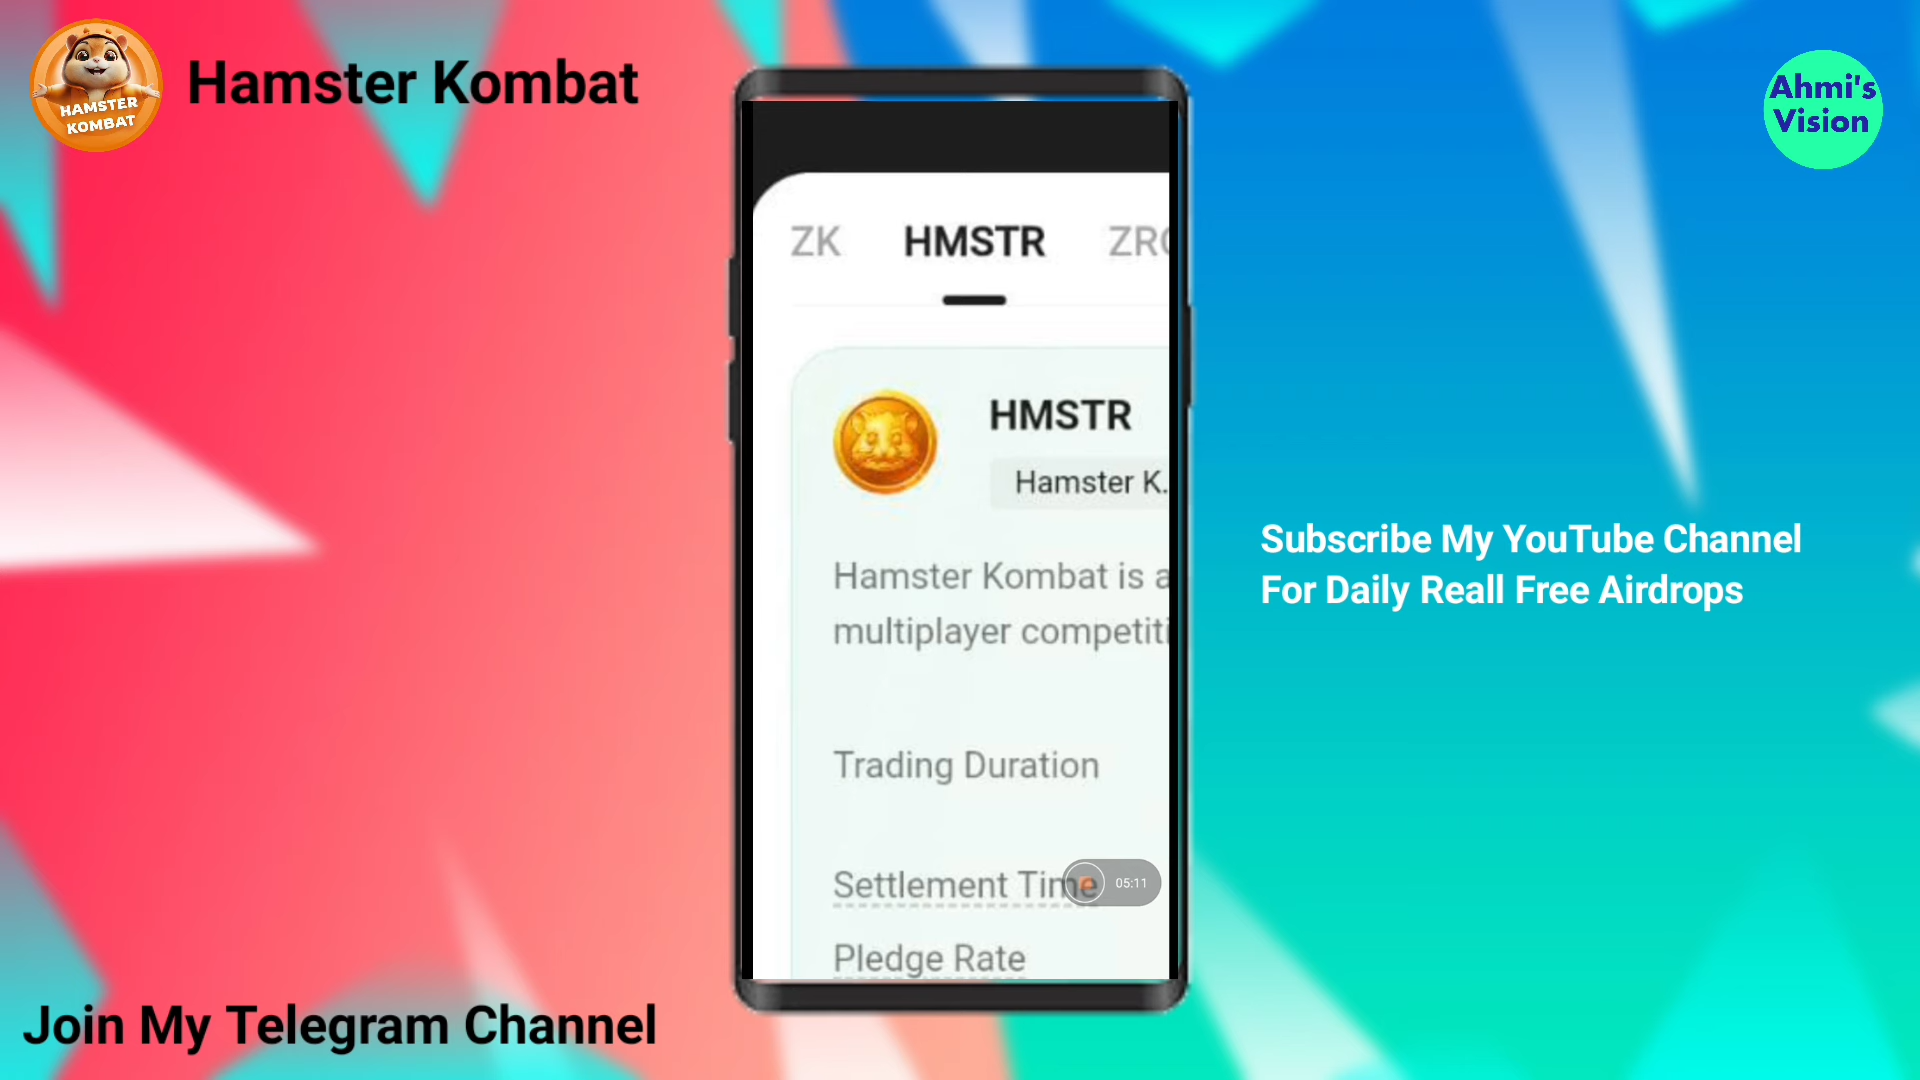 HAMSTER
KOMBAT
Hamster Kombat
Ahmi's
Vision
ZK HMSTR ZRC
HMSTR
Hamster K.
Hamster Kombat is a
multiplayer competiti
Trading Duration
Settlement Time
05:11
Pledge Rate
Subscribe My YouTube Channel
For Daily Reall Free Airdrops
Join My Telegram Channel